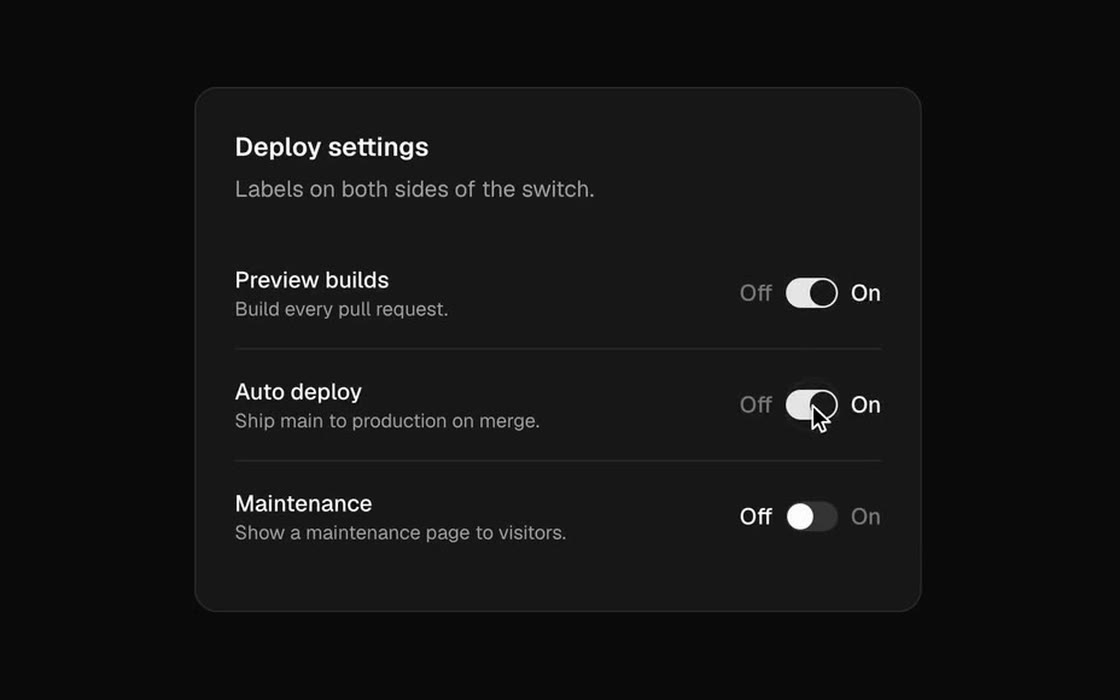 Deploy settings
Labels on both sides of the switch.
Preview builds
Build every pull request.
Off On
Auto deploy
Ship main to production on merge.
Off On
Maintenance
Show a maintenance page to visitors.
Off On